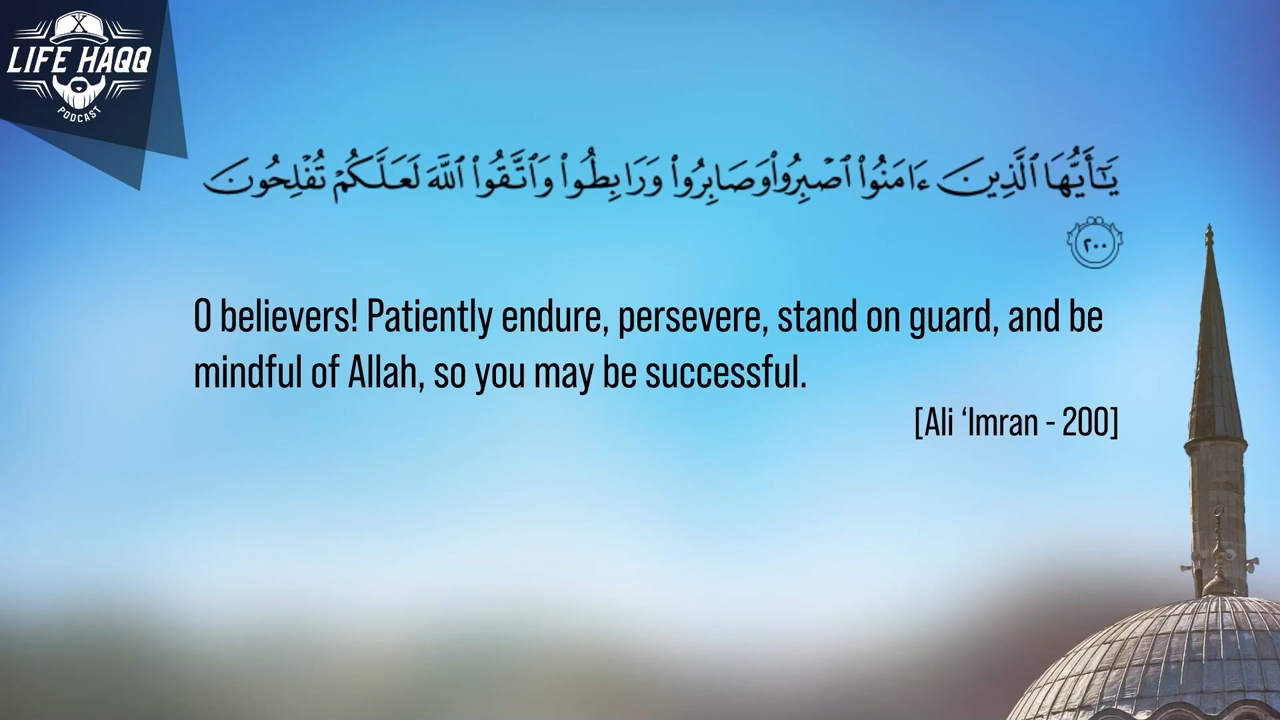 LIFE HAQQ
PODCAST
يَـٰٓأَيُّهَا ٱلَّذِينَ ءَامَنُوا۟ ٱصْبِرُوا۟ وَصَابِرُوا۟ وَرَابِطُوا۟ وَٱتَّقُوا۟ ٱللَّهَ لَعَلَّكُمْ تُفْلِحُونَ
٢٠٠
O believers! Patiently endure, persevere, stand on guard, and be
mindful of Allah, so you may be successful.
[Ali ‘Imran - 200]